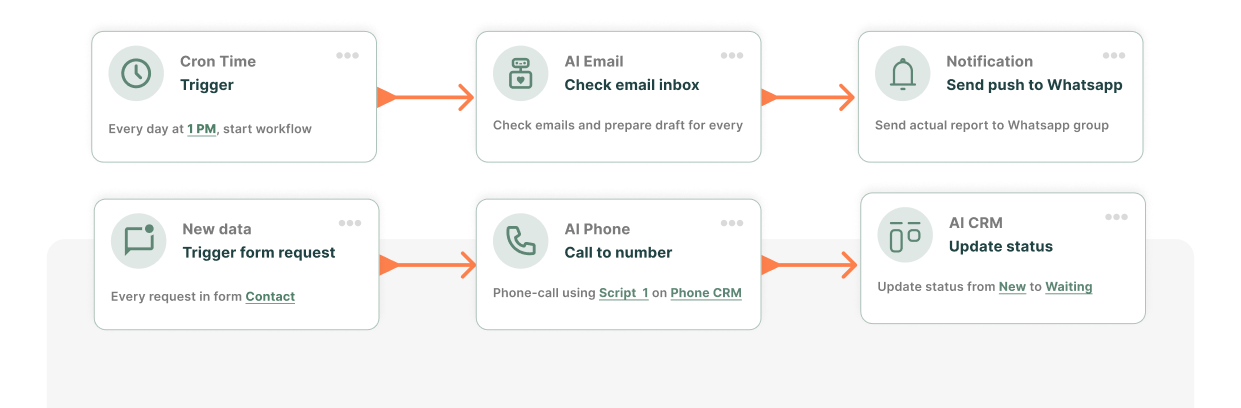 Cron Time
Trigger
Every day at 1 PM, start workflow
AI Email
Check email inbox
Check emails and prepare draft for every
Notification
Send push to Whatsapp
Send actual report to Whatsapp group
New data
Trigger form request
Every request in form Contact
AI Phone
Call to number
Phone-call using Script 1 on Phone CRM
AI CRM
Update status
Update status from New to Waiting